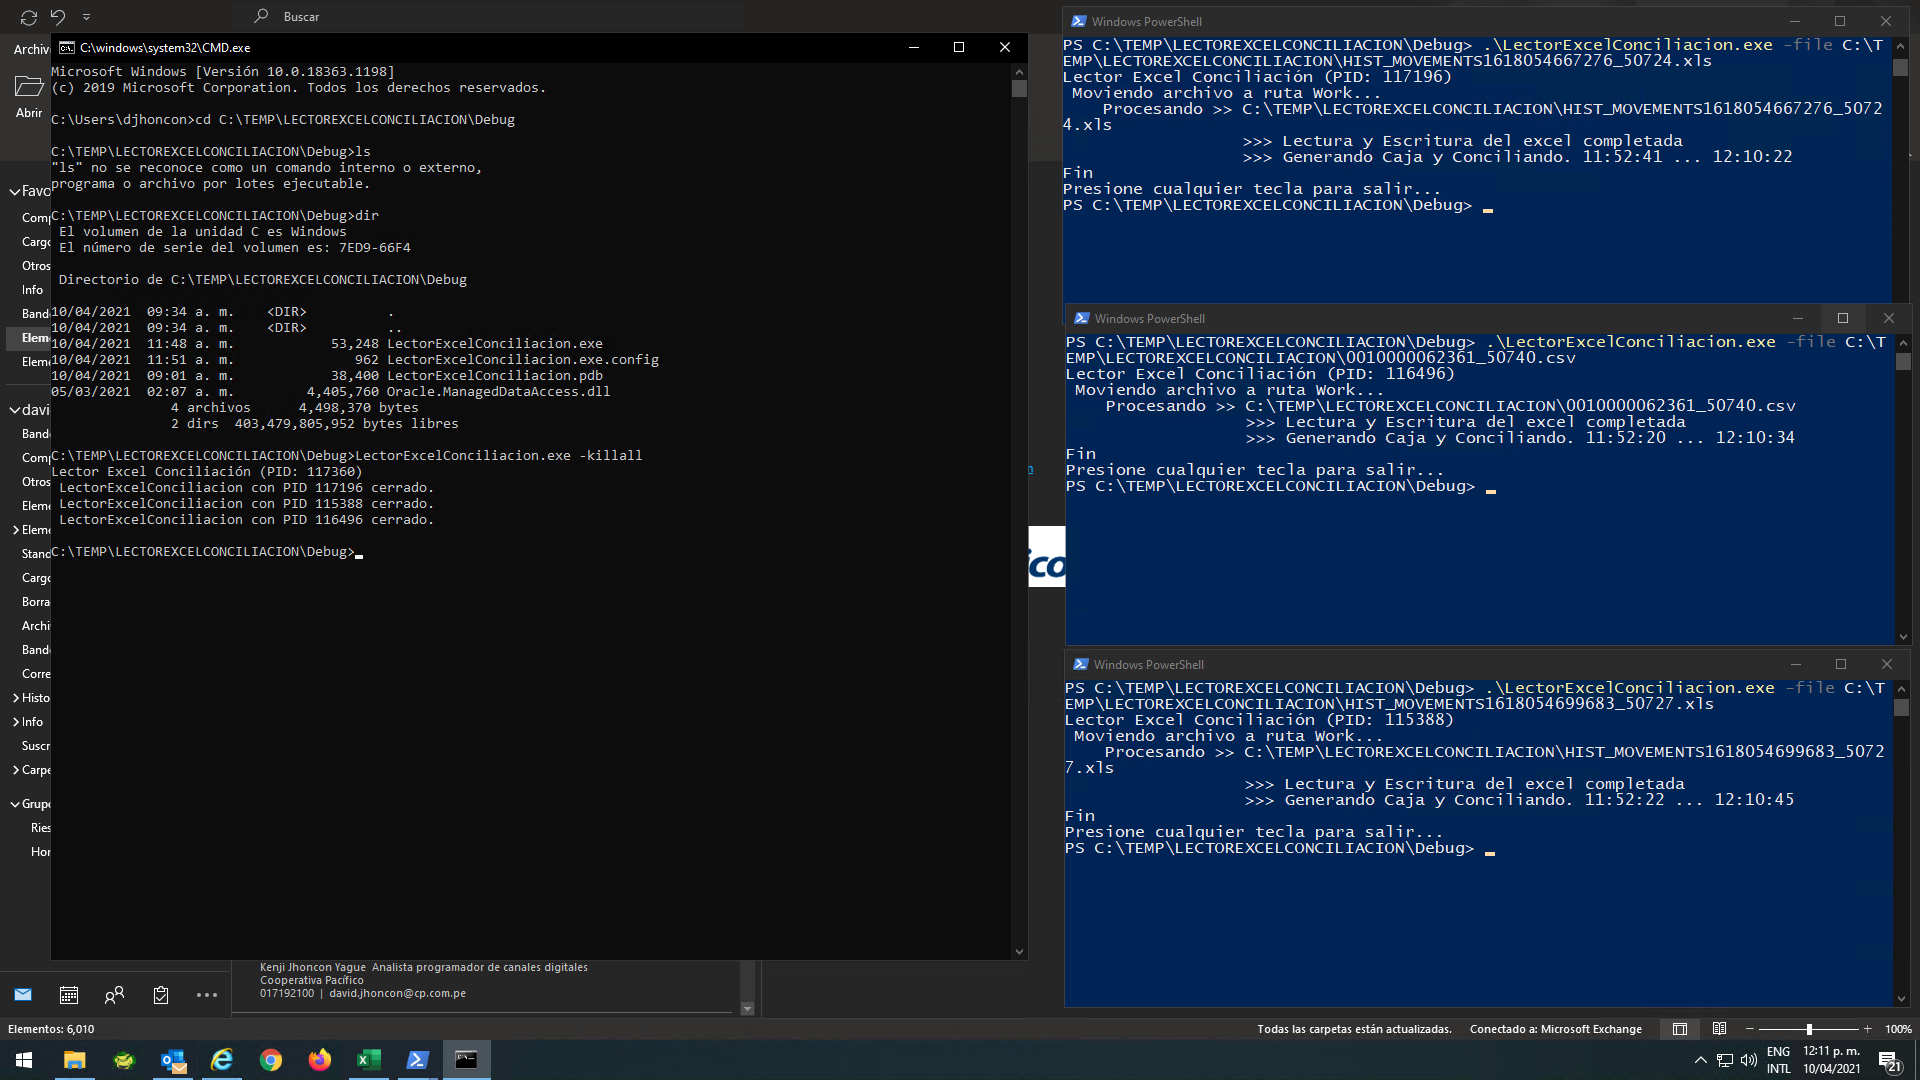 Buscar
Archiv
Abrir
Favo
Comp
Cargo
Otros
Info
Band
Eleme
Eleme
davi
Band
Comp
Otros
Eleme
Eleme
Stand
Cargo
Borra
Archi
Band
Corre
Histo
Info
Suscr
Carpe
Grupo
Ries
Hor
C:\windows\system32\CMD.exe
Microsoft Windows [Versión 10.0.18363.1198]
(c) 2019 Microsoft Corporation. Todos los derechos reservados.
C:\Users\djhoncon>cd C:\TEMP\LECTOREXCELCONCILIACION\Debug
C:\TEMP\LECTOREXCELCONCILIACION\Debug>ls
"ls" no se reconoce como un comando interno o externo,
programa o archivo por lotes ejecutable.
C:\TEMP\LECTOREXCELCONCILIACION\Debug>dir
El volumen de la unidad C es Windows
El número de serie del volumen es: 7ED9-66F4
Directorio de C:\TEMP\LECTOREXCELCONCILIACION\Debug
10/04/2021  09:34 a. m.    <DIR>          .
10/04/2021  09:34 a. m.    <DIR>          ..
10/04/2021  11:48 a. m.            53,248 LectorExcelConciliacion.exe
10/04/2021  11:51 a. m.               962 LectorExcelConciliacion.exe.config
10/04/2021  09:01 a. m.            38,400 LectorExcelConciliacion.pdb
05/03/2021  02:07 a. m.         4,405,760 Oracle.ManagedDataAccess.dll
4 archivos      4,498,370 bytes
2 dirs  403,479,805,952 bytes libres
C:\TEMP\LECTOREXCELCONCILIACION\Debug>LectorExcelConciliacion.exe -killall
Lector Excel Conciliación (PID: 117360)
LectorExcelConciliacion con PID 117196 cerrado.
LectorExcelConciliacion con PID 115388 cerrado.
LectorExcelConciliacion con PID 116496 cerrado.
C:\TEMP\LECTOREXCELCONCILIACION\Debug>
Windows PowerShell
PS C:\TEMP\LECTOREXCELCONCILIACION\Debug> .\LectorExcelConciliacion.exe -file C:\T
EMP\LECTOREXCELCONCILIACION\HIST_MOVEMENTS1618054667276_50724.xls
Lector Excel Conciliación (PID: 117196)
Moviendo archivo a ruta Work...
Procesando >> C:\TEMP\LECTOREXCELCONCILIACION\HIST_MOVEMENTS1618054667276_5072
4.xls
>>> Lectura y Escritura del excel completada
>>> Generando Caja y Conciliando. 11:52:41 ... 12:10:22
Fin
Presione cualquier tecla para salir...
PS C:\TEMP\LECTOREXCELCONCILIACION\Debug>
Windows PowerShell
PS C:\TEMP\LECTOREXCELCONCILIACION\Debug> .\LectorExcelConciliacion.exe -file C:\T
EMP\LECTOREXCELCONCILIACION\0010000062361_50740.csv
Lector Excel Conciliación (PID: 116496)
Moviendo archivo a ruta Work...
Procesando >> C:\TEMP\LECTOREXCELCONCILIACION\0010000062361_50740.csv
>>> Lectura y Escritura del excel completada
>>> Generando Caja y Conciliando. 11:52:20 ... 12:10:34
Fin
Presione cualquier tecla para salir...
PS C:\TEMP\LECTOREXCELCONCILIACION\Debug>
n
ico
Windows PowerShell
PS C:\TEMP\LECTOREXCELCONCILIACION\Debug> .\LectorExcelConciliacion.exe -file C:\T
EMP\LECTOREXCELCONCILIACION\HIST_MOVEMENTS1618054699683_50727.xls
Lector Excel Conciliación (PID: 115388)
Moviendo archivo a ruta Work...
Procesando >> C:\TEMP\LECTOREXCELCONCILIACION\HIST_MOVEMENTS1618054699683_5072
7.xls
>>> Lectura y Escritura del excel completada
>>> Generando Caja y Conciliando. 11:52:22 ... 12:10:45
Fin
Presione cualquier tecla para salir...
PS C:\TEMP\LECTOREXCELCONCILIACION\Debug>
Kenji Jhoncon Yague  Analista programador de canales digitales
Cooperativa Pacífico
017192100 | david.jhoncon@cp.com.pe
Elementos: 6,010
Todas las carpetas están actualizadas.
Conectado a: Microsoft Exchange
100%
ENG
INTL
12:11 p. m.
10/04/2021
21